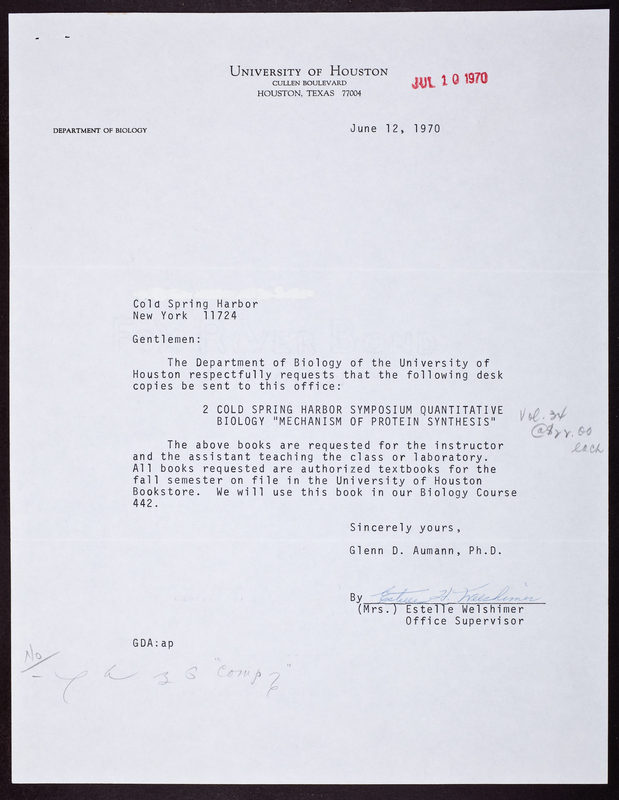 UNIVERSITY OF HOUSTON
CULLEN BOULEVARD
HOUSTON, TEXAS 77004
JUL 10 1970
DEPARTMENT OF BIOLOGY
June 12, 1970
Cold Spring Harbor
New York 11724
Gentlemen:
The Department of Biology of the University of
Houston respectfully requests that the following desk
copies be sent to this office:
2 COLD SPRING HARBOR SYMPOSIUM QUANTITATIVE
BIOLOGY "MECHANISM OF PROTEIN SYNTHESIS"
Vol. 34
@$22.00
each
The above books are requested for the instructor
and the assistant teaching the class or laboratory.
All books requested are authorized textbooks for the
fall semester on file in the University of Houston
Bookstore. We will use this book in our Biology Course
442.
Sincerely yours,
Glenn D. Aumann, Ph.D.
By Estelle H. Welshimer
(Mrs.) Estelle Welshimer
Office Supervisor
GDA:ap
No